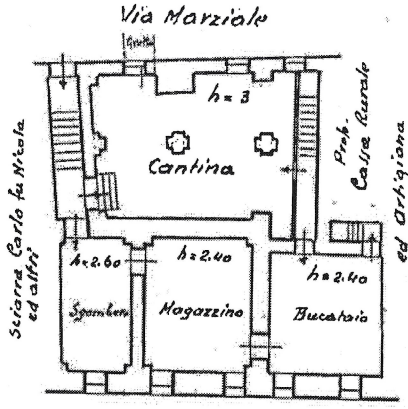 Via Marziale
Grotta
h = 3
Cantina
Sciarra Carlo fu Nicola
ed altri
Prop.
Cassa Rurale
ed Artigiana
h = 2.60
h = 2.40
h = 2.40
Sgombero
Magazzino
Bucataio